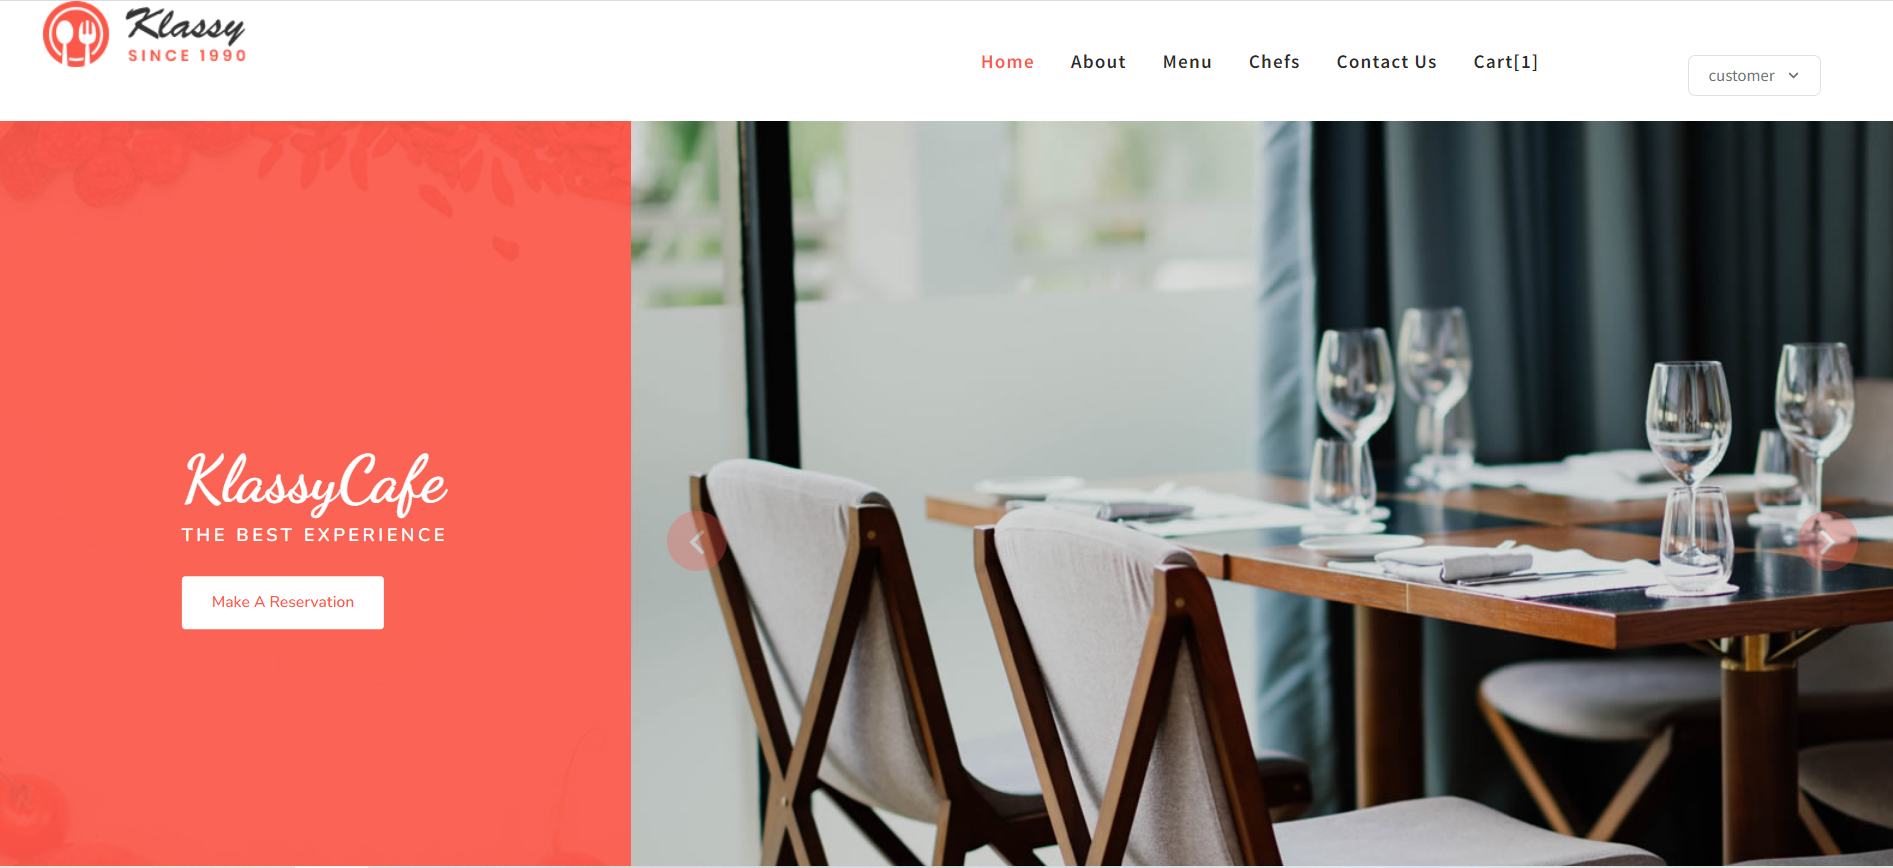 Klassy
SINCE 1990
Home About Menu Chefs Contact Us Cart[1]
customer
KlassyCafe
THE BEST EXPERIENCE
Make A Reservation